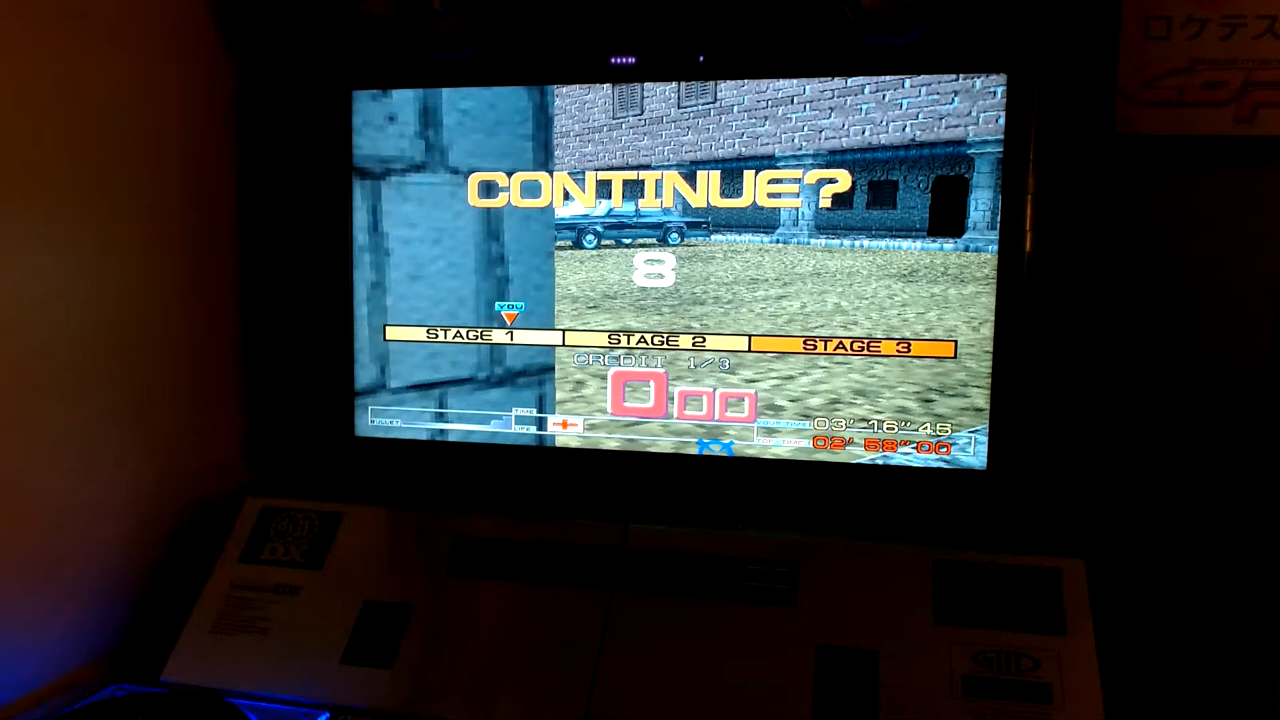 ロケテス
CONTINUE?
8
YOU
STAGE 1 STAGE 2 STAGE 3
CREDIT 1/3
000
TIME
BULLET
LIFE
YOUR TIME 03' 16" 45
TOP TIME 02' 58" 00
DX